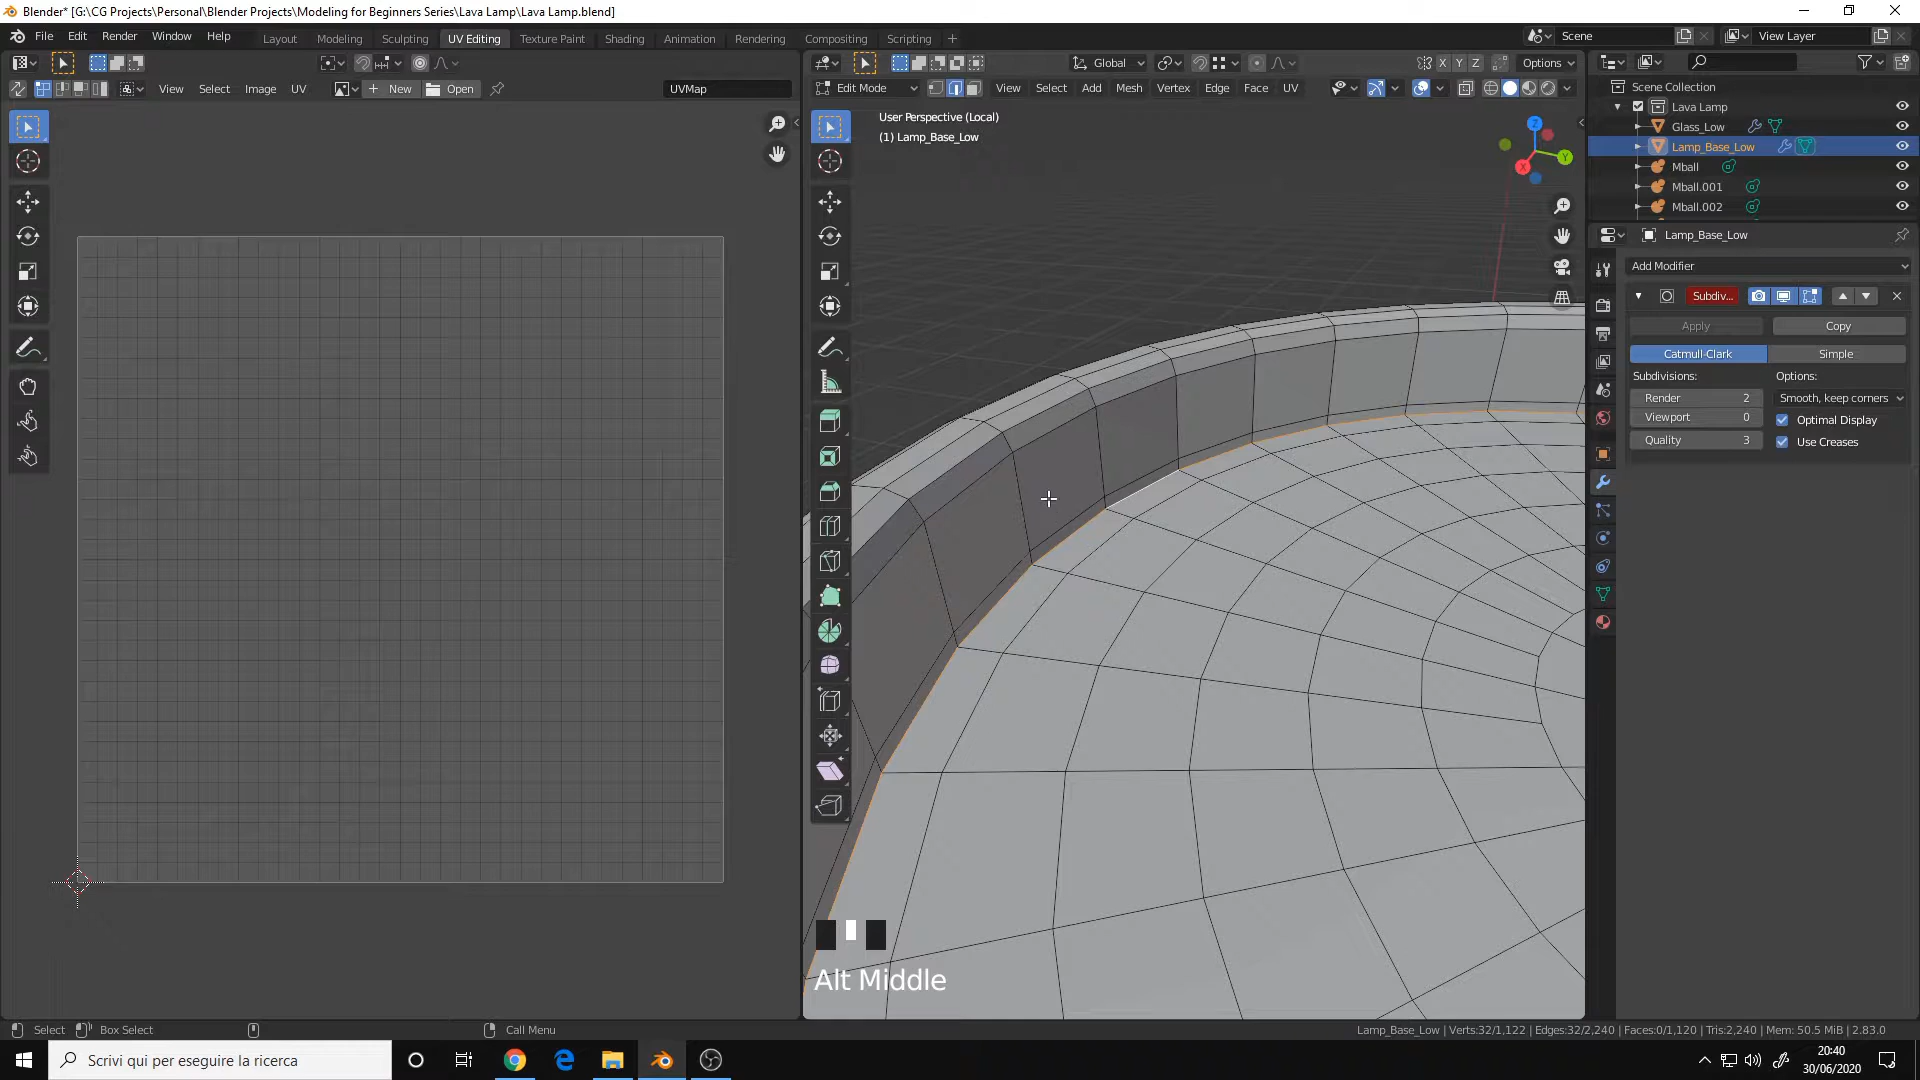 Blender* [G:\CG Projects\Personal\Blender Projects\Modeling for Beginners Series\Lava Lamp\Lava Lamp.blend]
File Edit Render Window Help Layout Modeling Sculpting UV Editing Texture Paint Shading Animation Rendering Compositing Scripting Scene View Layer
Global X Y Z Options
View Select Image UV New Open UVMap
Edit Mode View Select Add Mesh Vertex Edge Face UV
Scene Collection
Lava Lamp
Glass_Low
Lamp_Base_Low
Mball
Mball.001
Mball.002
User Perspective (Local)
(1) Lamp_Base_Low
Z
Y
X
Lamp_Base_Low
Add Modifier
Subdiv...
Apply Copy
Catmull-Clark Simple
Subdivisions: Options:
Render 2 Smooth, keep corners
Viewport 0 Optimal Display
Quality 3 Use Creases
Alt Middle
Select Box Select Call Menu Lamp_Base_Low | Verts:32/1,122 | Edges:32/2,240 | Faces:0/1,120 | Tris:2,240 | Mem: 50.5 MiB | 2.83.0
Scrivi qui per eseguire la ricerca
20:40
30/06/2020